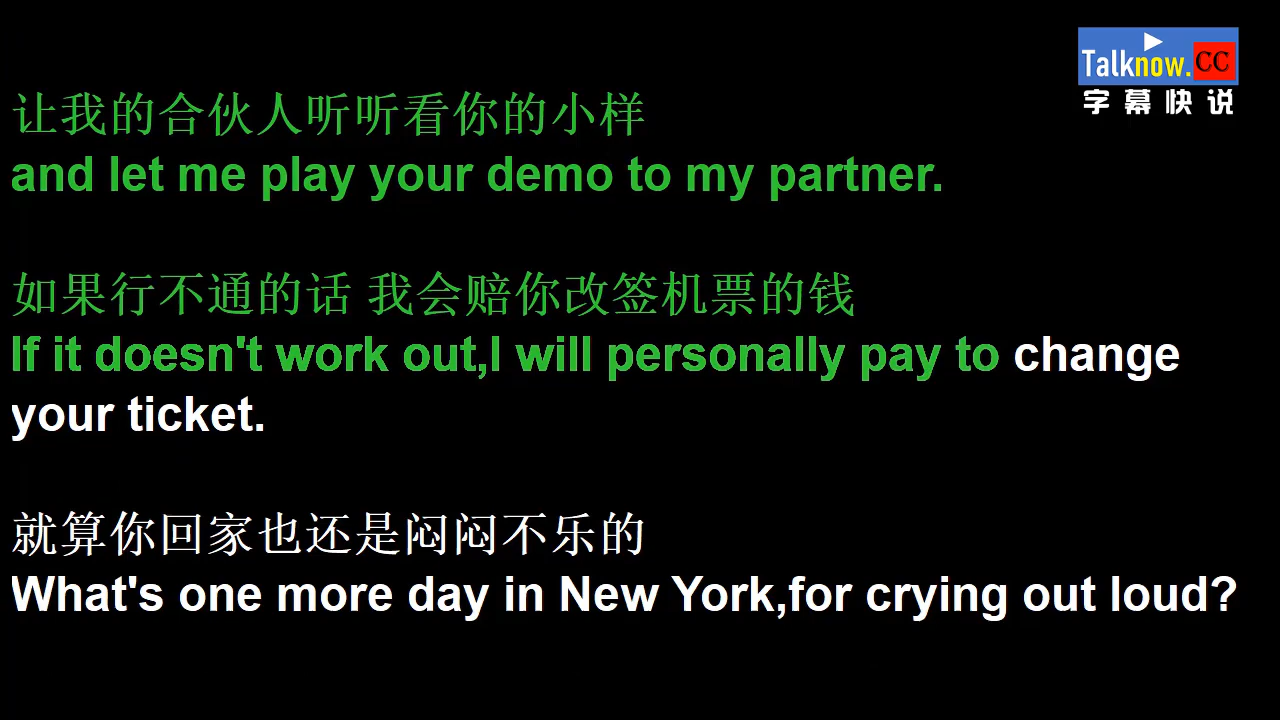 Talknow.CC
字幕快说
让我的合伙人听听看你的小样
and let me play your demo to my partner.
如果行不通的话 我会赔你改签机票的钱
If it doesn't work out,I will personally pay to change
your ticket.
就算你回家也还是闷闷不乐的
What's one more day in New York,for crying out loud?